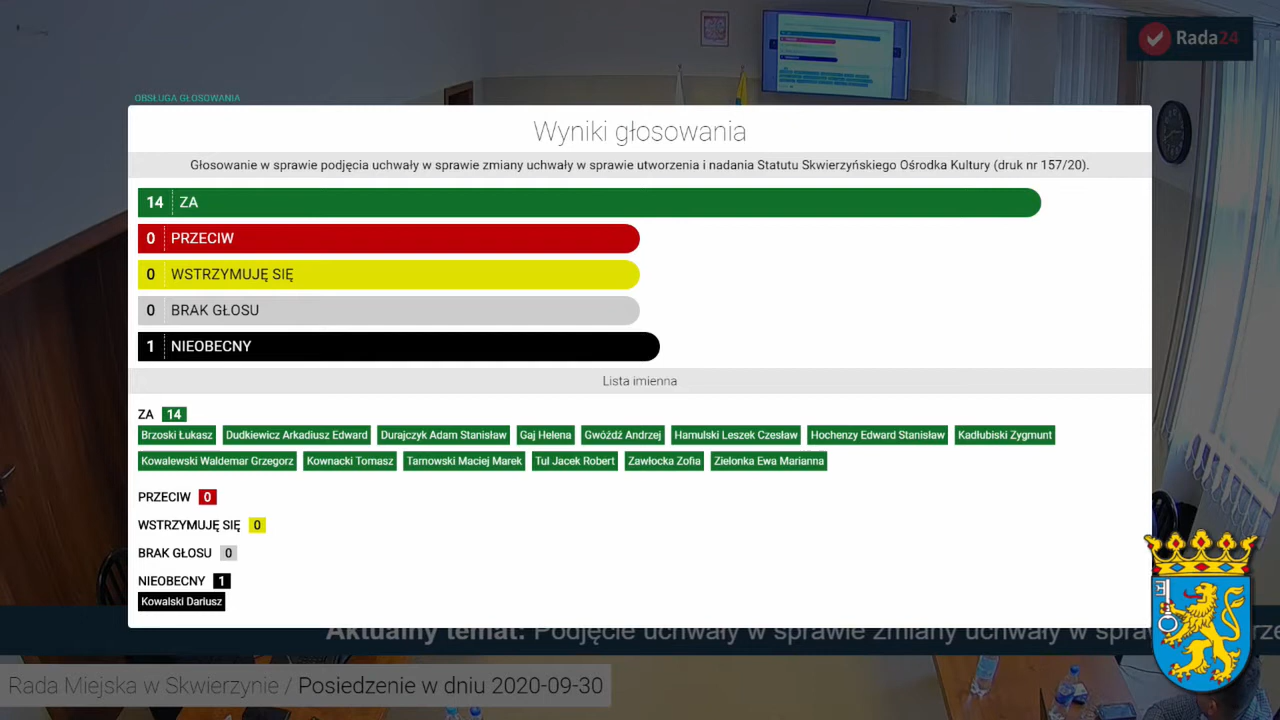 Rada24
OBSŁUGA GŁOSOWANIA
Wyniki głosowania
Głosowanie w sprawie podjęcia uchwały w sprawie zmiany uchwały w sprawie utworzenia i nadania Statutu Skwierzyńskiego Ośrodka Kultury (druk nr 157/20).
14 ZA
0 PRZECIW
0 WSTRZYMUJĘ SIĘ
0 BRAK GŁOSU
1 NIEOBECNY
Lista imienna
ZA 14
Brzoski Łukasz Dudkiewicz Arkadiusz Edward Durajczyk Adam Stanisław Gaj Helena Gwóźdź Andrzej Hamulski Leszek Czesław Hochenzy Edward Stanisław Kadłubiski Zygmunt
Kowalewski Waldemar Grzegorz Kownacki Tomasz Tarnowski Maciej Marek Tul Jacek Robert Zawłocka Zofia Zielonka Ewa Marianna
PRZECIW 0
WSTRZYMUJĘ SIĘ 0
BRAK GŁOSU 0
NIEOBECNY 1
Kowalski Dariusz
Aktualny temat: Podjęcie uchwały w sprawie zmiany uchwały w
Rada Miejska w Skwierzynie / Posiedzenie w dniu 2020-09-30